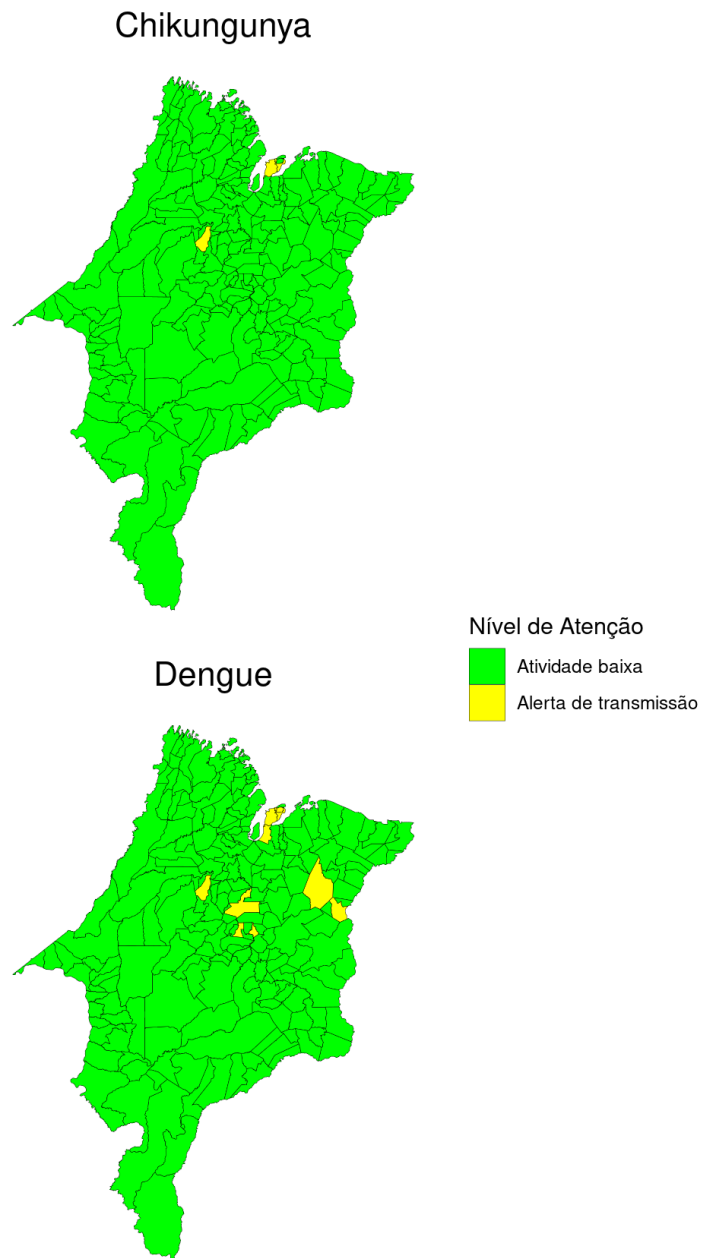 Chikungunya
Nível de Atenção
Atividade baixa
Alerta de transmissão
Dengue